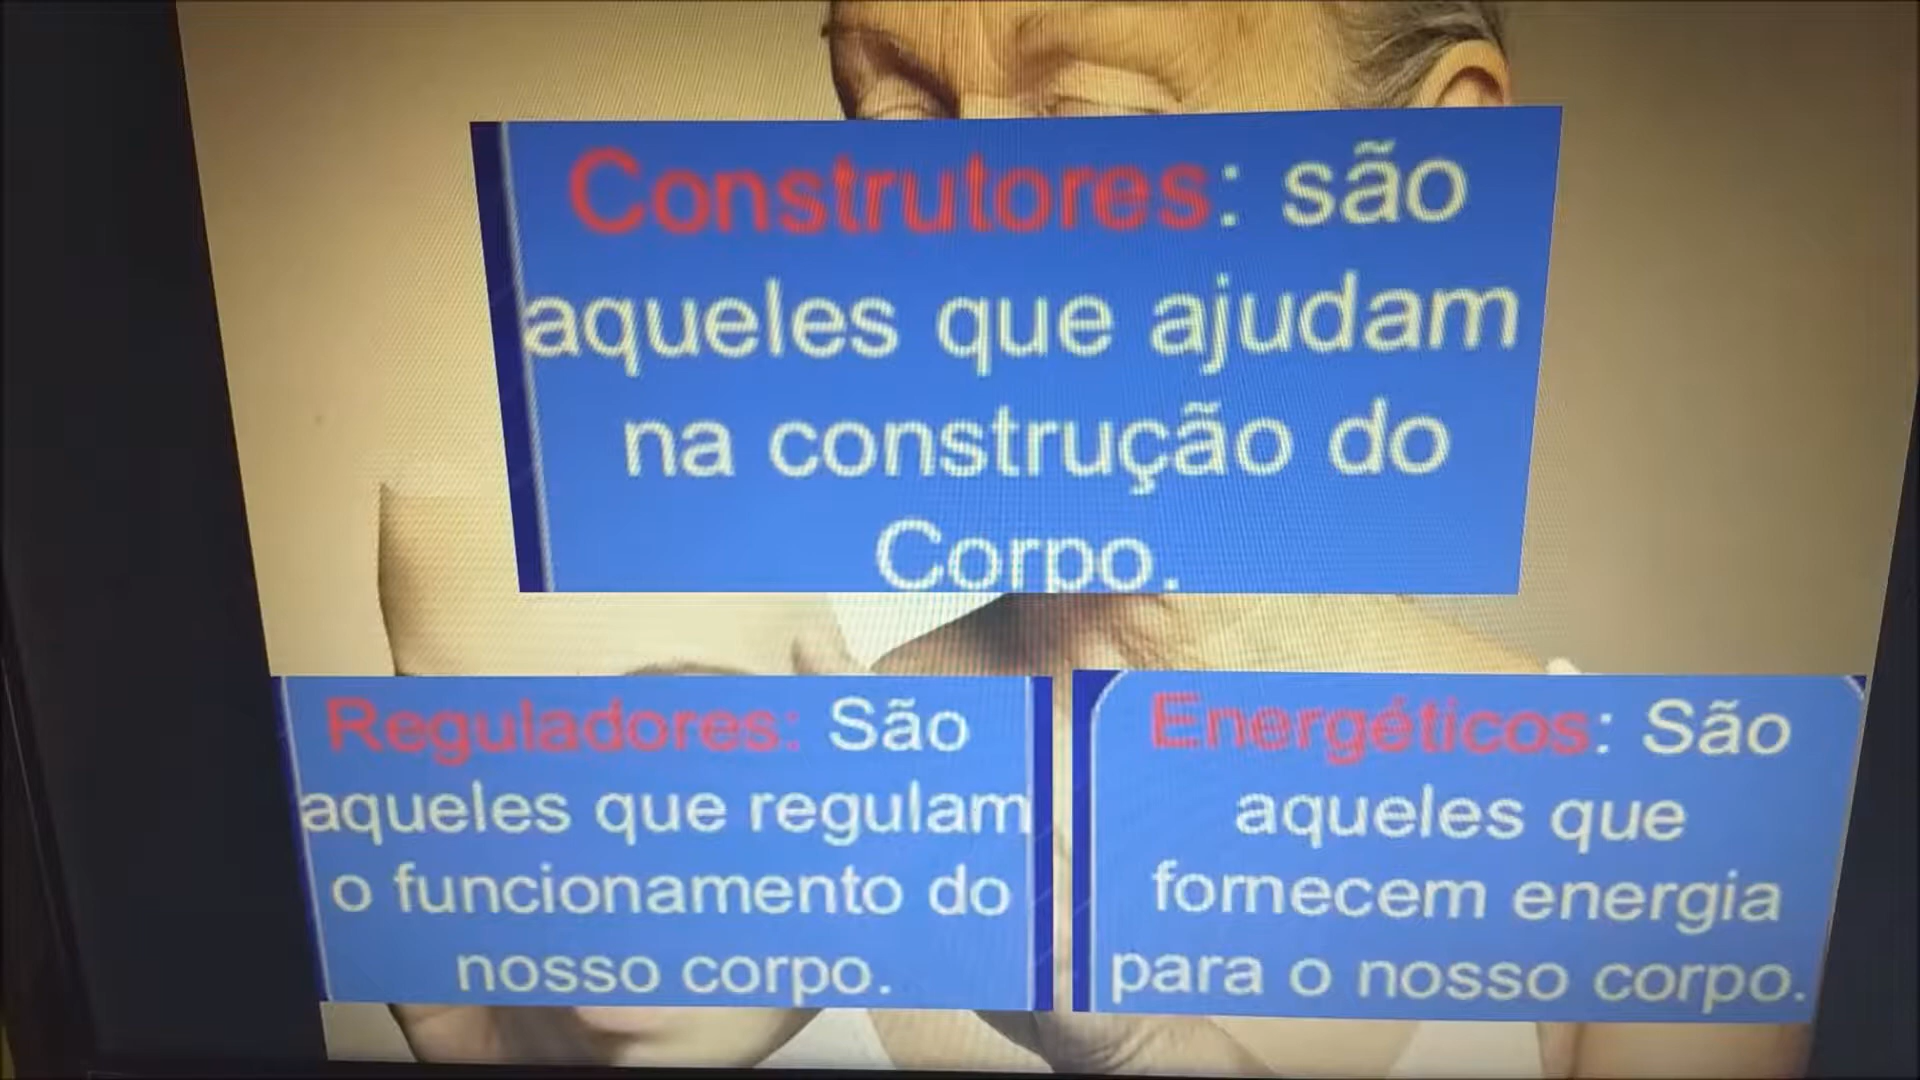 Construtores: são
aqueles que ajudam
na construção do
Corpo.
Reguladores: São
aqueles que regulam
o funcionamento do
nosso corpo.
Energéticos: São
aqueles que
fornecem energia
para o nosso corpo.